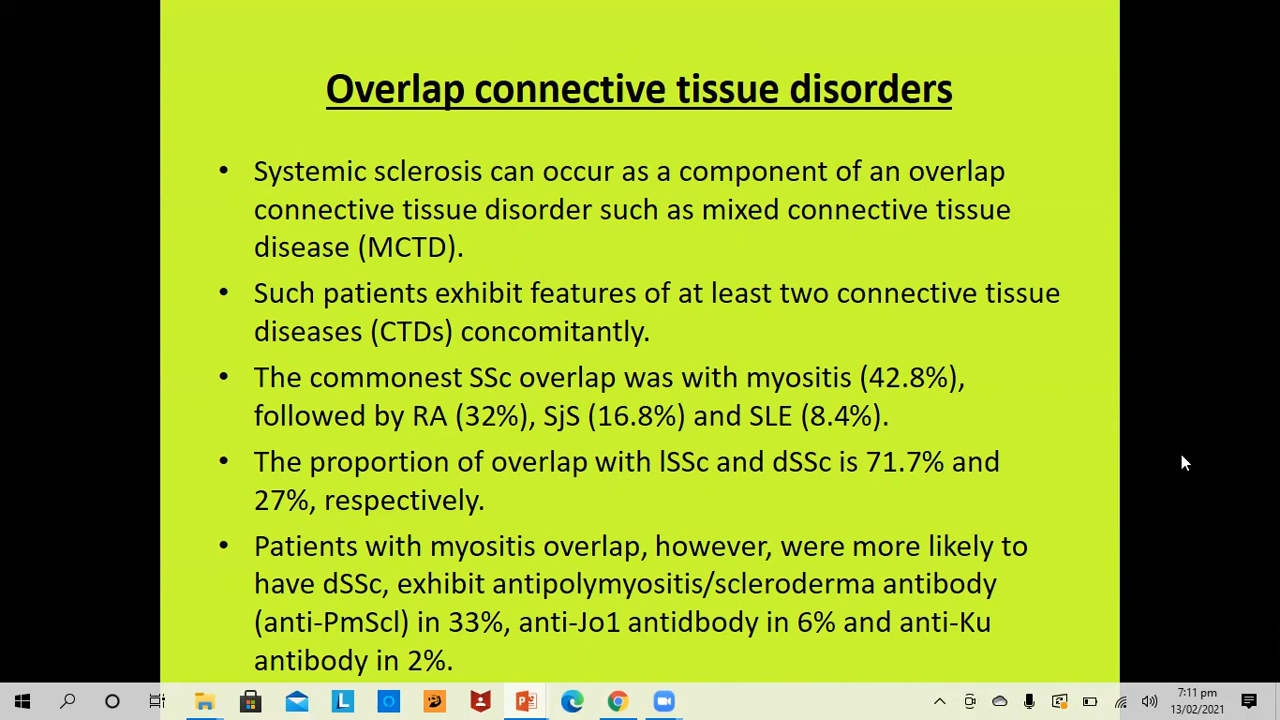 Overlap connective tissue disorders
• Systemic sclerosis can occur as a component of an overlap
connective tissue disorder such as mixed connective tissue
disease (MCTD).
• Such patients exhibit features of at least two connective tissue
diseases (CTDs) concomitantly.
• The commonest SSc overlap was with myositis (42.8%),
followed by RA (32%), SjS (16.8%) and SLE (8.4%).
• The proportion of overlap with lSSc and dSSc is 71.7% and
27%, respectively.
• Patients with myositis overlap, however, were more likely to
have dSSc, exhibit antipolymyositis/scleroderma antibody
(anti-PmScl) in 33%, anti-Jo1 antidbody in 6% and anti-Ku
antibody in 2%.
L
7:11 pm
13/02/2021